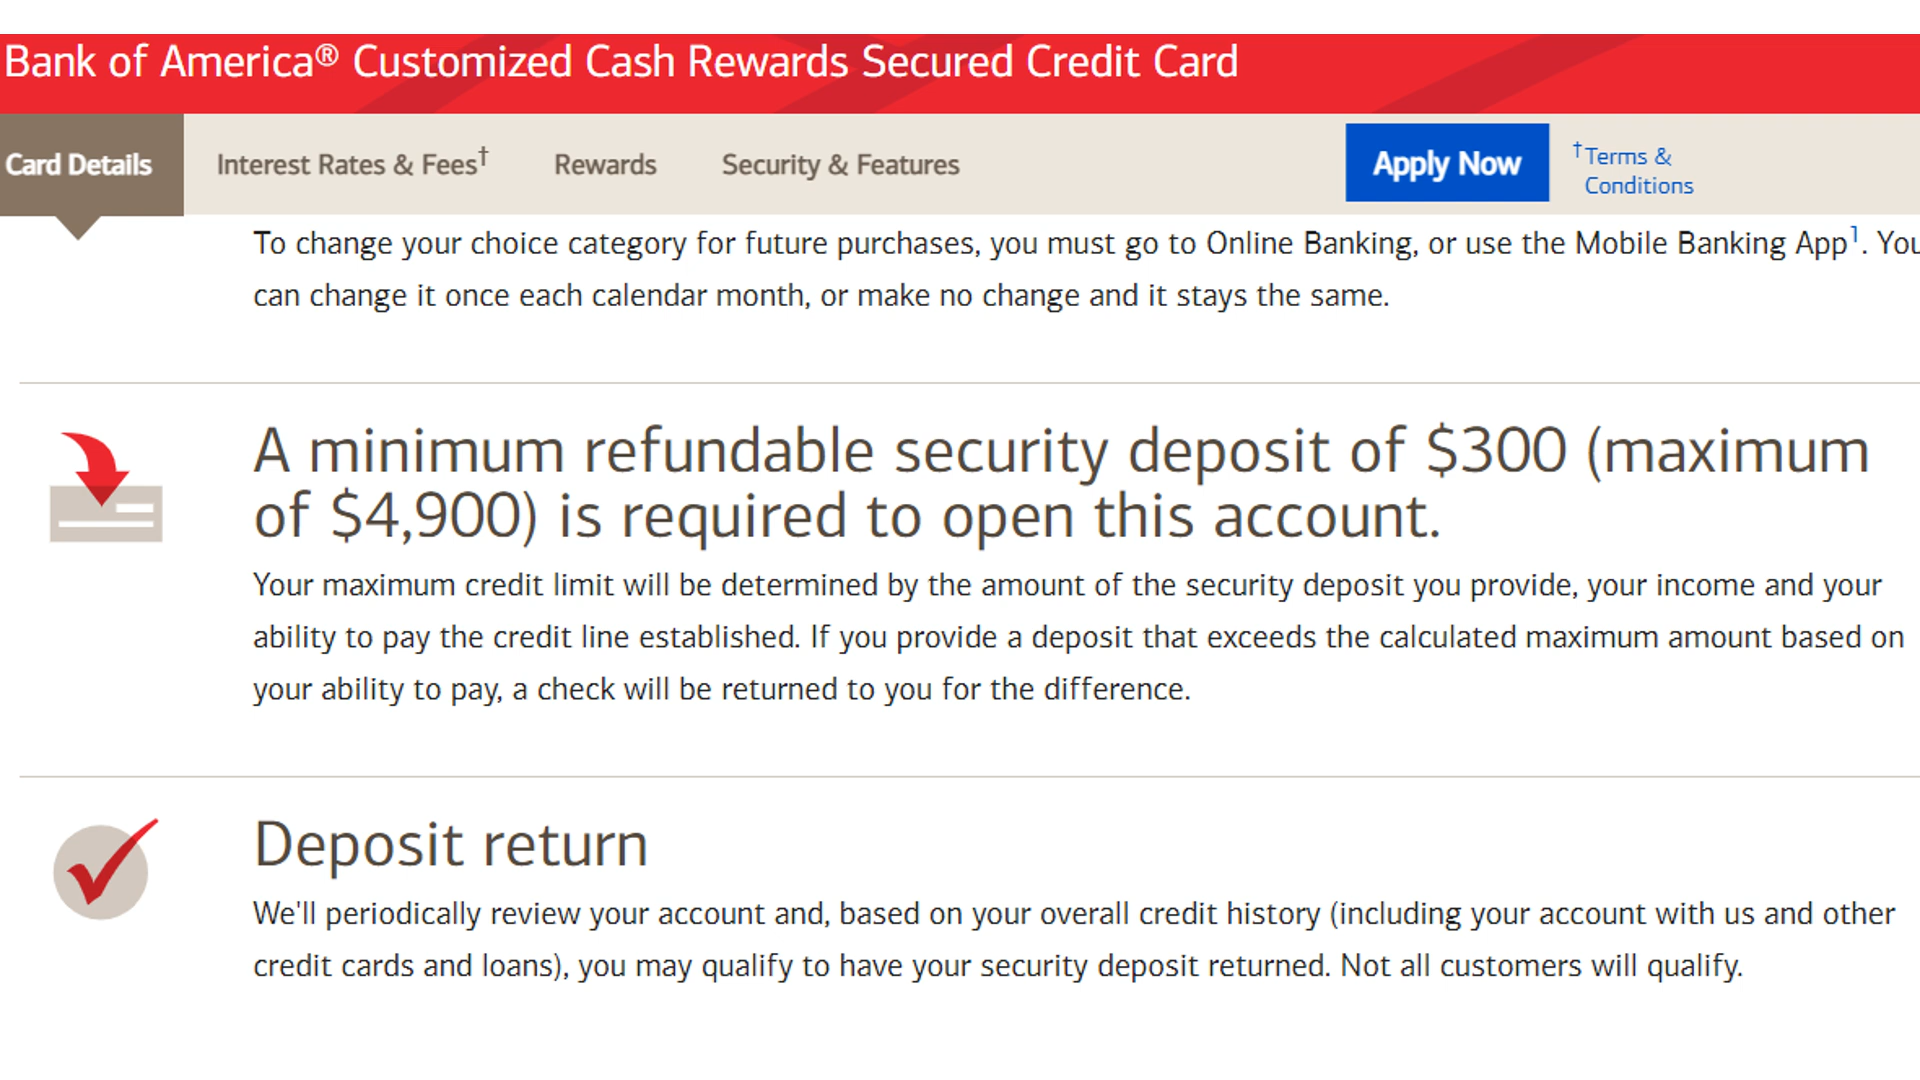 Bank of America® Customized Cash Rewards Secured Credit Card
Card Details
Interest Rates & Fees†
Rewards
Security & Features
Apply Now
†Terms &
Conditions
To change your choice category for future purchases, you must go to Online Banking, or use the Mobile Banking App1. You
can change it once each calendar month, or make no change and it stays the same.
A minimum refundable security deposit of $300 (maximum
of $4,900) is required to open this account.
Your maximum credit limit will be determined by the amount of the security deposit you provide, your income and your
ability to pay the credit line established. If you provide a deposit that exceeds the calculated maximum amount based on
your ability to pay, a check will be returned to you for the difference.
Deposit return
We'll periodically review your account and, based on your overall credit history (including your account with us and other
credit cards and loans), you may qualify to have your security deposit returned. Not all customers will qualify.